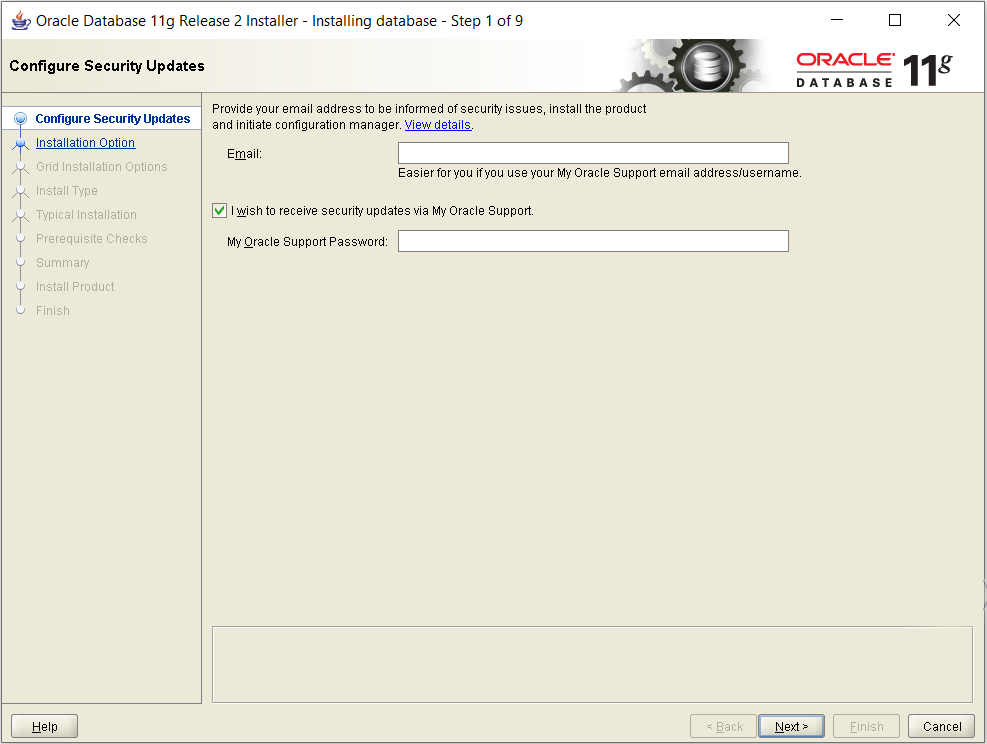 Oracle Database 11g Release 2 Installer - Installing database - Step 1 of 9
Configure Security Updates
ORACLE
DATABASE
11g
Configure Security Updates
Installation Option
Grid Installation Options
Install Type
Typical Installation
Prerequisite Checks
Summary
Install Product
Finish
Provide your email address to be informed of security issues, install the product
and initiate configuration manager. View details.
Email:
Easier for you if you use your My Oracle Support email address/username.
I wish to receive security updates via My Oracle Support.
My Oracle Support Password:
Help
< Back
Next >
Finish
Cancel